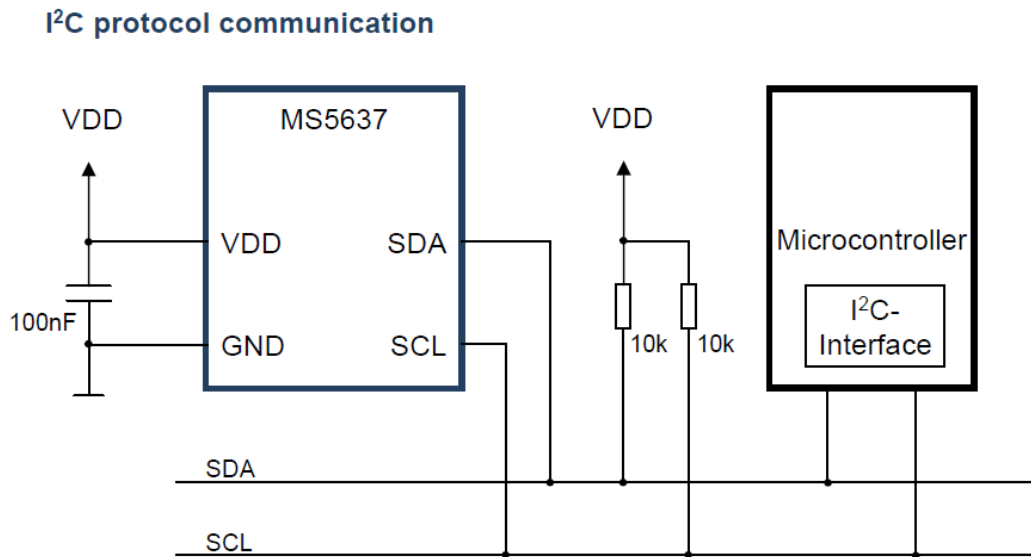 I²C protocol communication
VDD
MS5637
VDD
VDD
SDA
Microcontroller
100nF
GND
SCL
10k
10k
I²C-
Interface
SDA
SCL